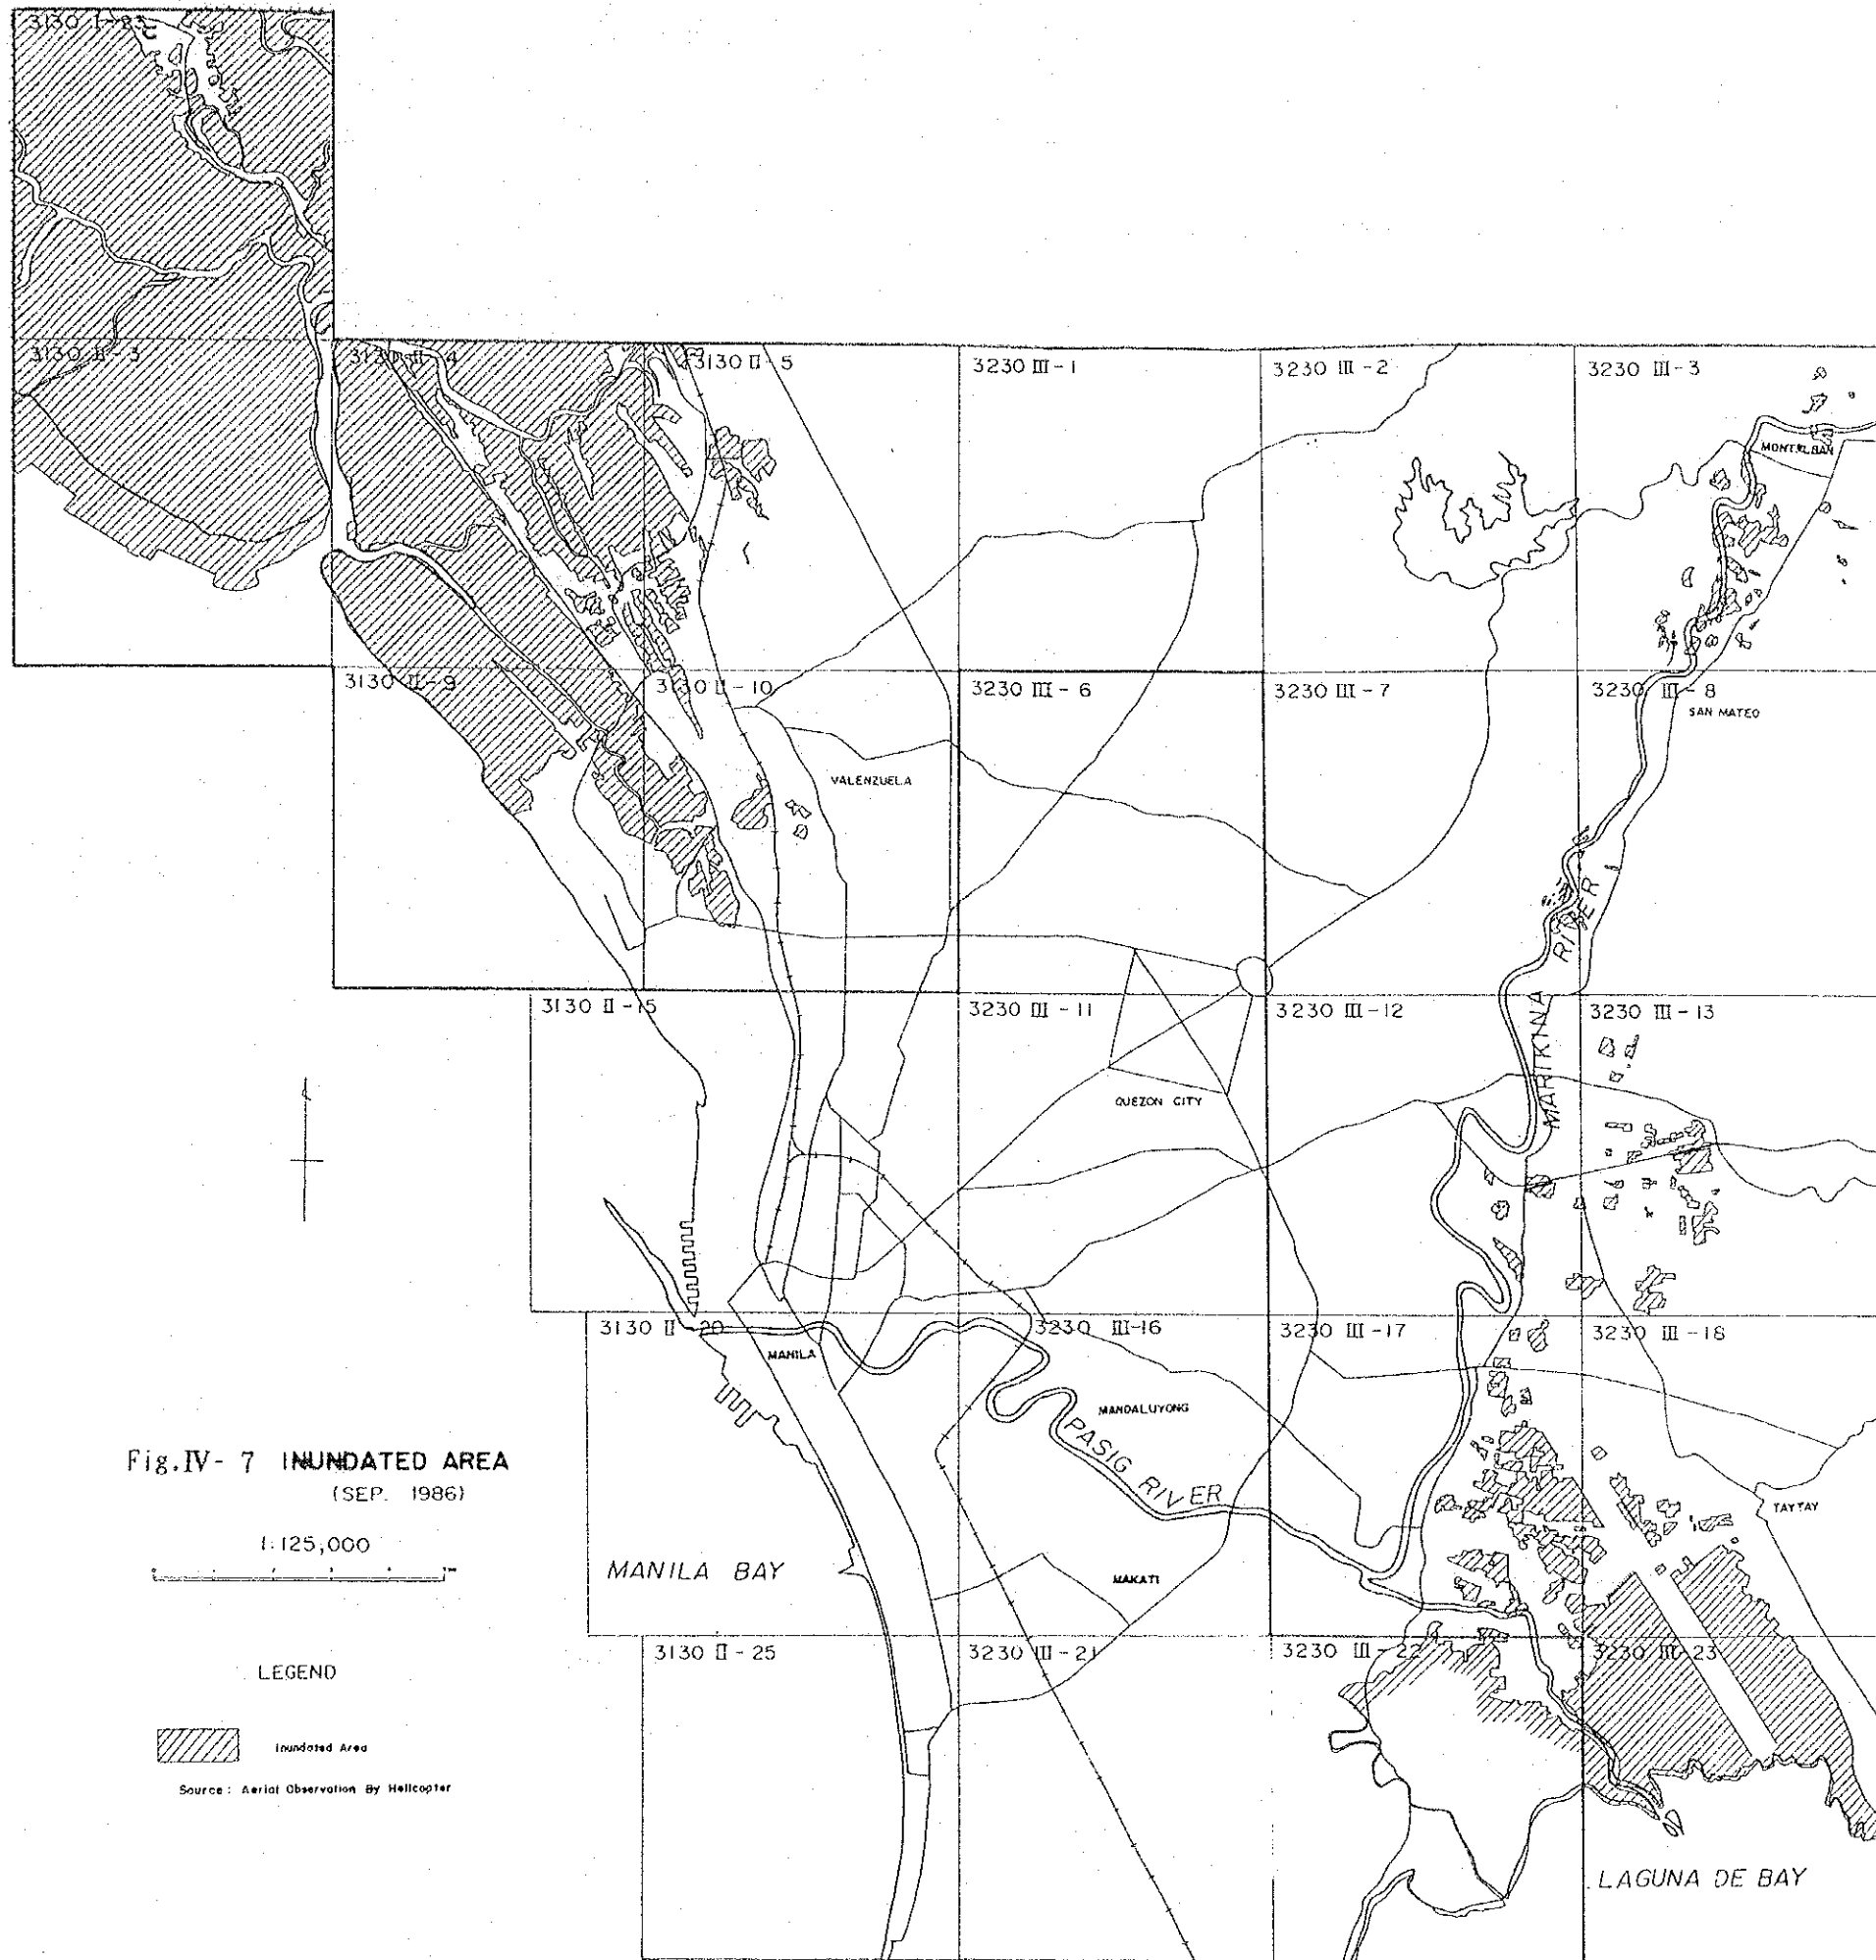 3130 I-23
3130 II-3
3130 II-4
3130 II-5
3230 III-1
3230 III-2
3230 III-3
MONTALBAN
3130 II-9
3130 II-10
3230 III-6
3230 III-7
3230 III-8
SAN MATEO
VALENZUELA
3130 II-15
3230 III-11
3230 III-12
3230 III-13
MARIKINA RIVER
QUEZON CITY
3130 II-20
3230 III-16
3230 III-17
3230 III-18
MANILA
MANDALUYONG
PASIG RIVER
TAYTAY
MANILA BAY
MAKATI
3130 II-25
3230 III-21
3230 III-22
3230 III-23
LAGUNA DE BAY
Fig.IV-7 INUNDATED AREA
(SEP. 1986)
1:125,000
LEGEND
Inundated Area
Source: Aerial Observation By Helicopter